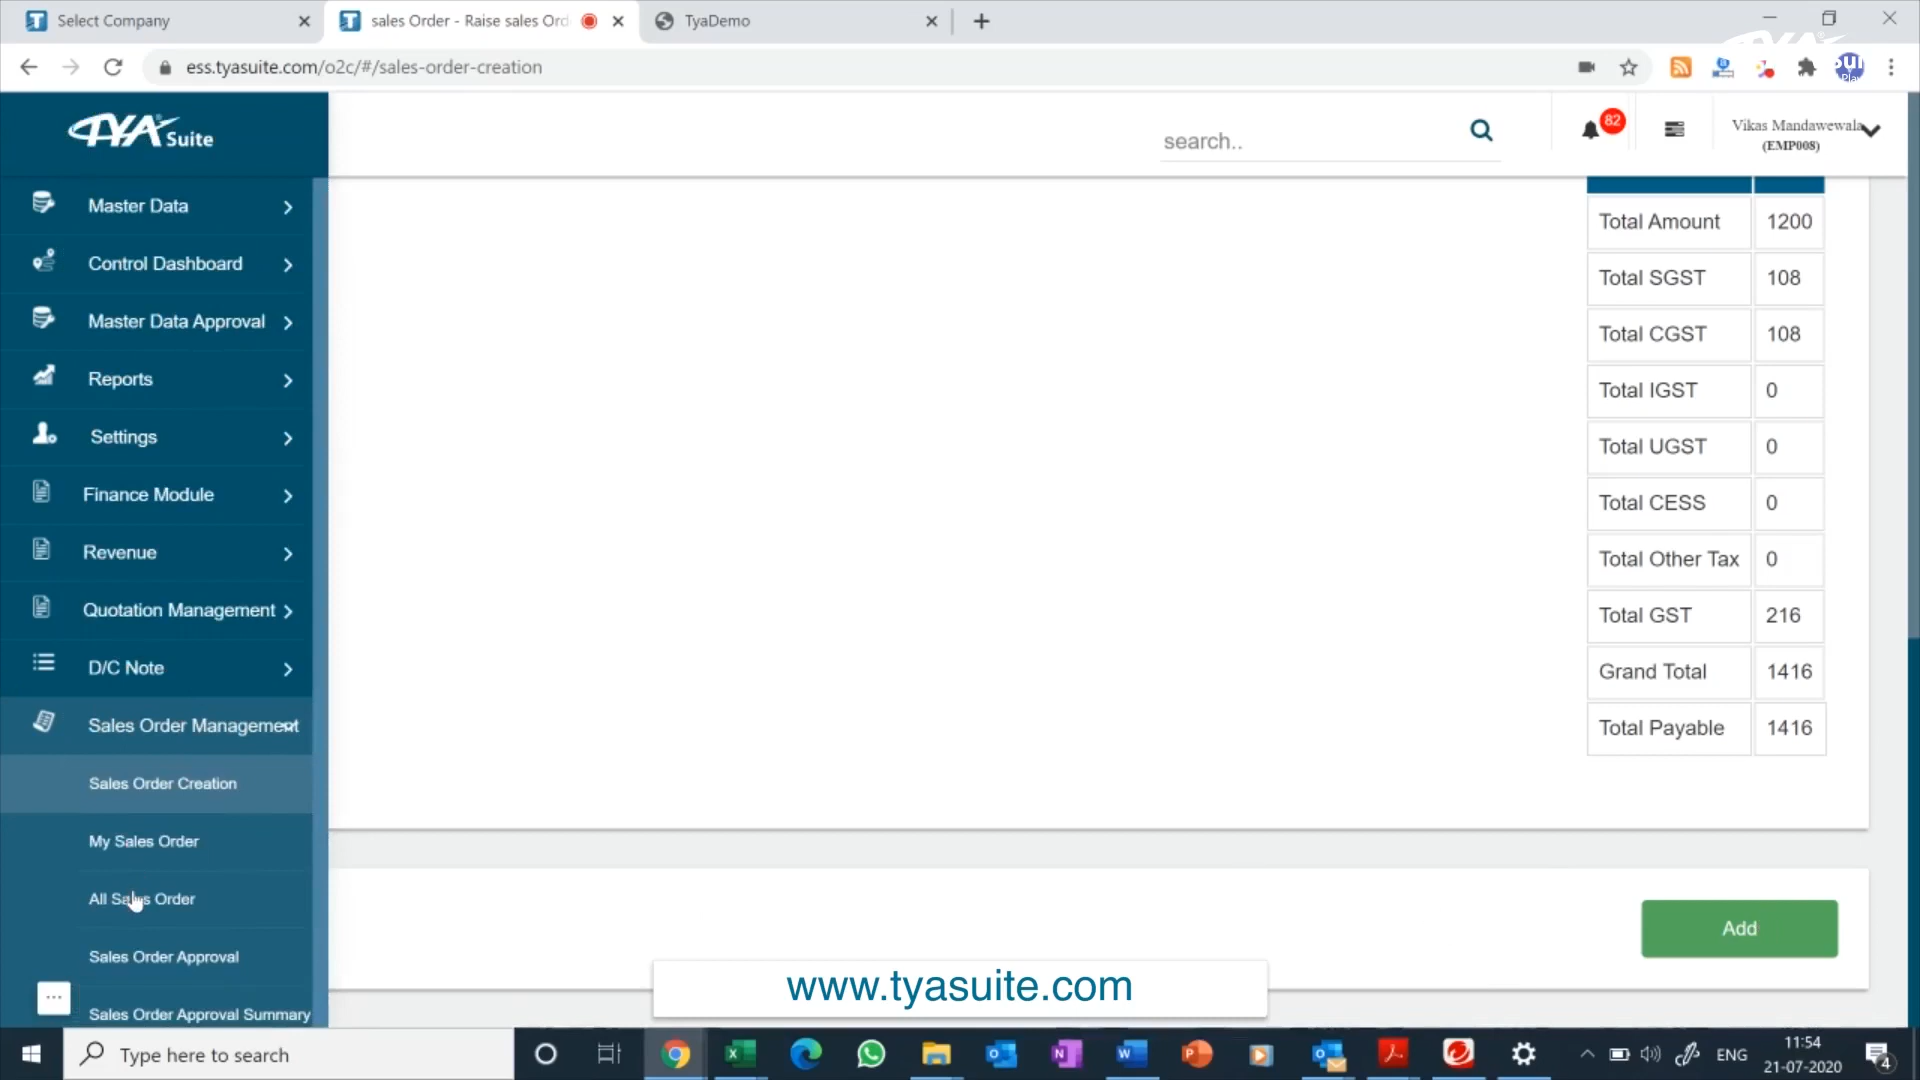 Select Company
sales Order - Raise sales Ord
TyaDemo
ess.tyasuite.com/o2c/#/sales-order-creation
TYA Suite
search..
82
Vikas Mandawewala
(EMP008)
Master Data
Control Dashboard
Master Data Approval
Reports
Settings
Finance Module
Revenue
Quotation Management
D/C Note
Sales Order Management
Sales Order Creation
My Sales Order
All Sales Order
Sales Order Approval
Sales Order Approval Summary
Total Amount 1200
Total SGST 108
Total CGST 108
Total IGST 0
Total UGST 0
Total CESS 0
Total Other Tax 0
Total GST 216
Grand Total 1416
Total Payable 1416
Add
www.tyasuite.com
Type here to search
ENG
11:54
21-07-2020
4